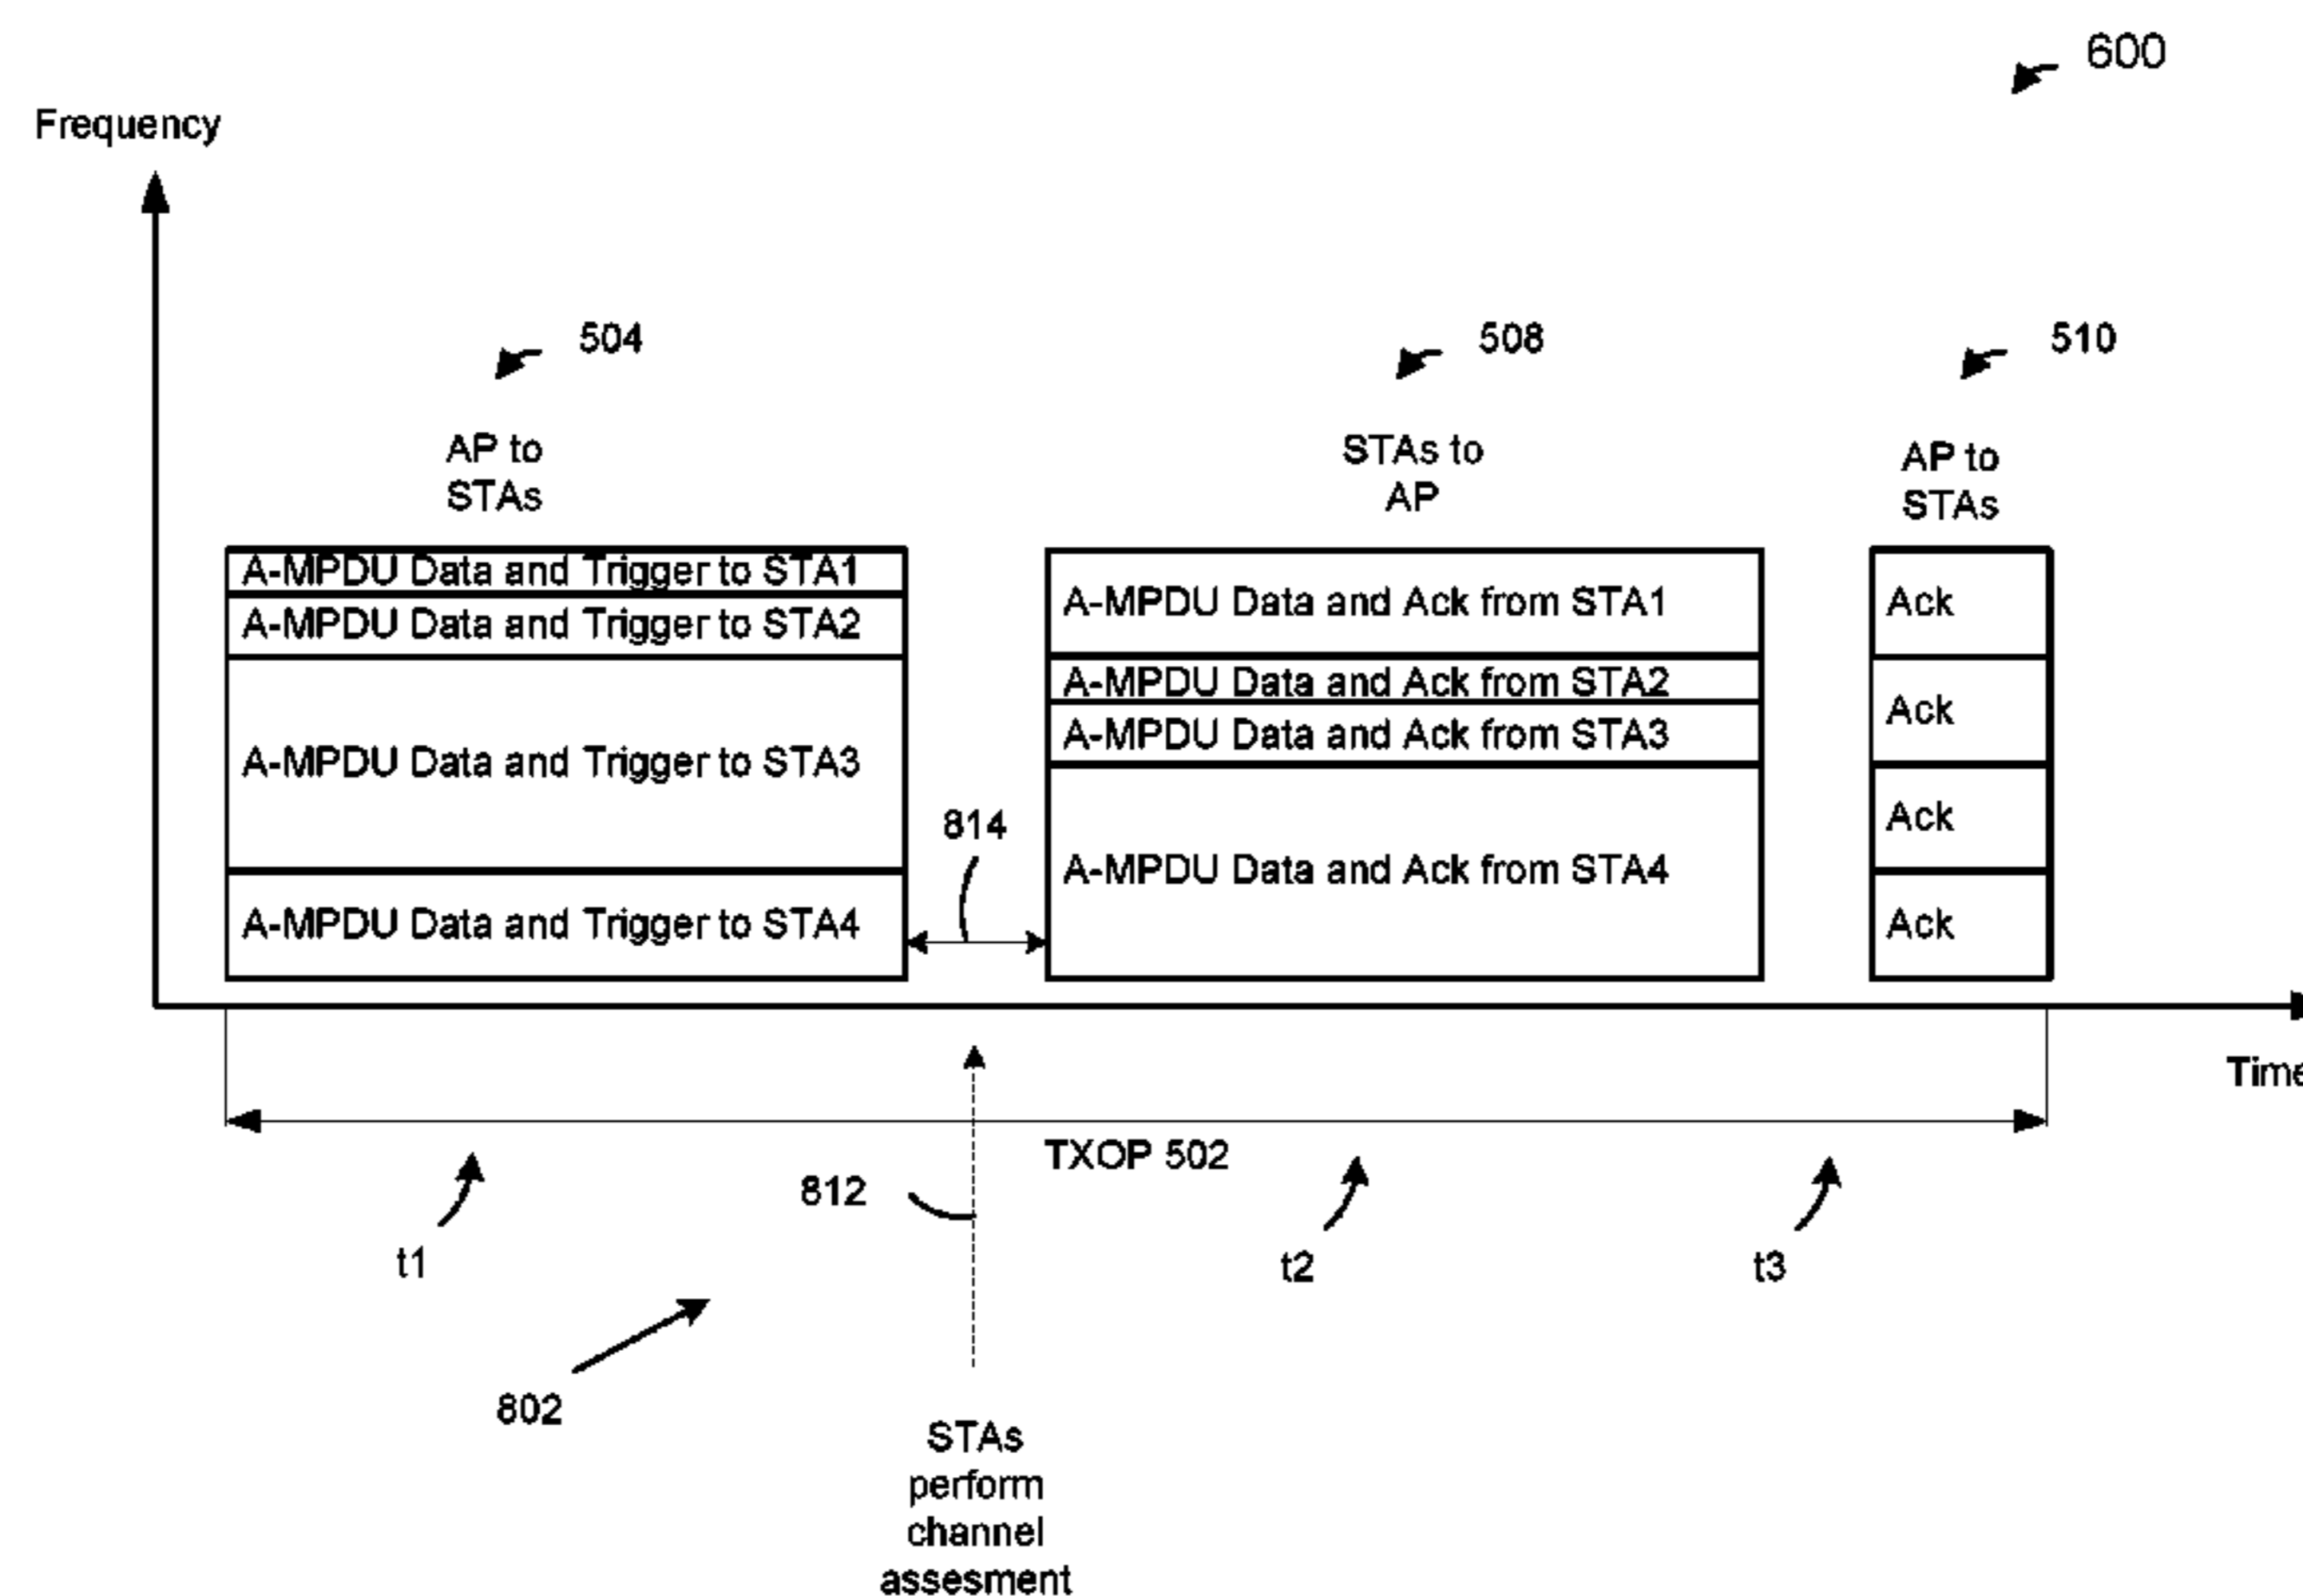 600
Frequency
504
508
510
AP to
STAs
STAs to
AP
AP to
STAs
A-MPDU Data and Trigger to STA1
A-MPDU Data and Trigger to STA2
A-MPDU Data and Trigger to STA3
A-MPDU Data and Trigger to STA4
814
A-MPDU Data and Ack from STA1
A-MPDU Data and Ack from STA2
A-MPDU Data and Ack from STA3
A-MPDU Data and Ack from STA4
Ack
Ack
Ack
Ack
Time
TXOP 502
812
t1
t2
t3
802
STAs
perform
channel
assesment